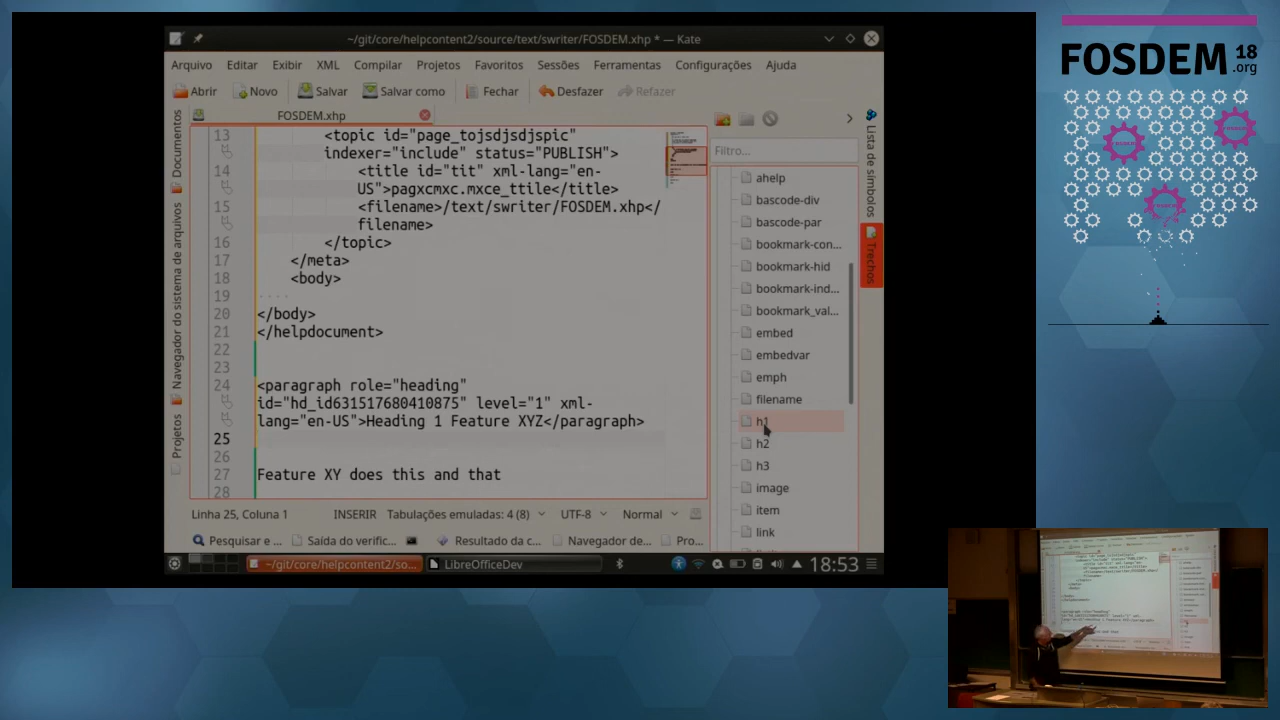 ~/git/core/helpcontent2/source/text/swriter/FOSDEM.xhp * — Kate
Arquivo Editar Exibir XML Compilar Projetos Favoritos Sessões Ferramentas Configurações Ajuda
Abrir Novo Salvar Salvar como Fechar Desfazer Refazer
FOSDEM.xhp
Documentos
Navegador do sistema de arquivos
Projetos
13 <topic id="page_tojsdjsdjspic"
indexer="include" status="PUBLISH">
14 <title id="tit" xml-lang="en-
US">pagxcmxc.mxce_ttile</title>
15 <filename>/text/swriter/FOSDEM.xhp</
filename>
16 </topic>
17 </meta>
18 <body>
19
20 </body>
21 </helpdocument>
22
23
24 <paragraph role="heading"
id="hd_id631517680410875" level="1" xml-
lang="en-US">Heading 1 Feature XYZ</paragraph>
25
26
27 Feature XY does this and that
28
Filtro...
ahelp
bascode-div
bascode-par
bookmark-con...
bookmark-hid
bookmark-ind...
bookmark_val...
embed
embedvar
emph
filename
h1
h2
h3
image
item
link
Lista de símbolos
Trechos
Linha 25, Coluna 1 INSERIR Tabulações emuladas: 4 (8) UTF-8 Normal
Pesquisar e ... Saída do verific... Resultado da c... Navegador de... Pro...
~/git/core/helpcontent2/so... LibreOfficeDev 18:53
FOSDEM 18
.org